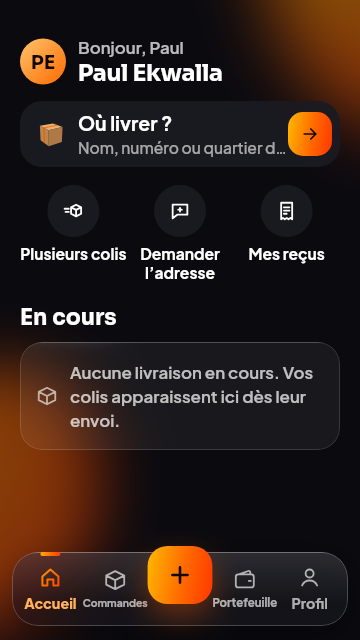 Bonjour, Paul
PE
Paul Ekwalla
Où livrer ?
Nom, numéro ou quartier d…
Plusieurs colis
Demander
l’adresse
Mes reçus
En cours
Aucune livraison en cours. Vos
colis apparaissent ici dès leur
envoi.
Accueil
Commandes
Portefeuille
Profil